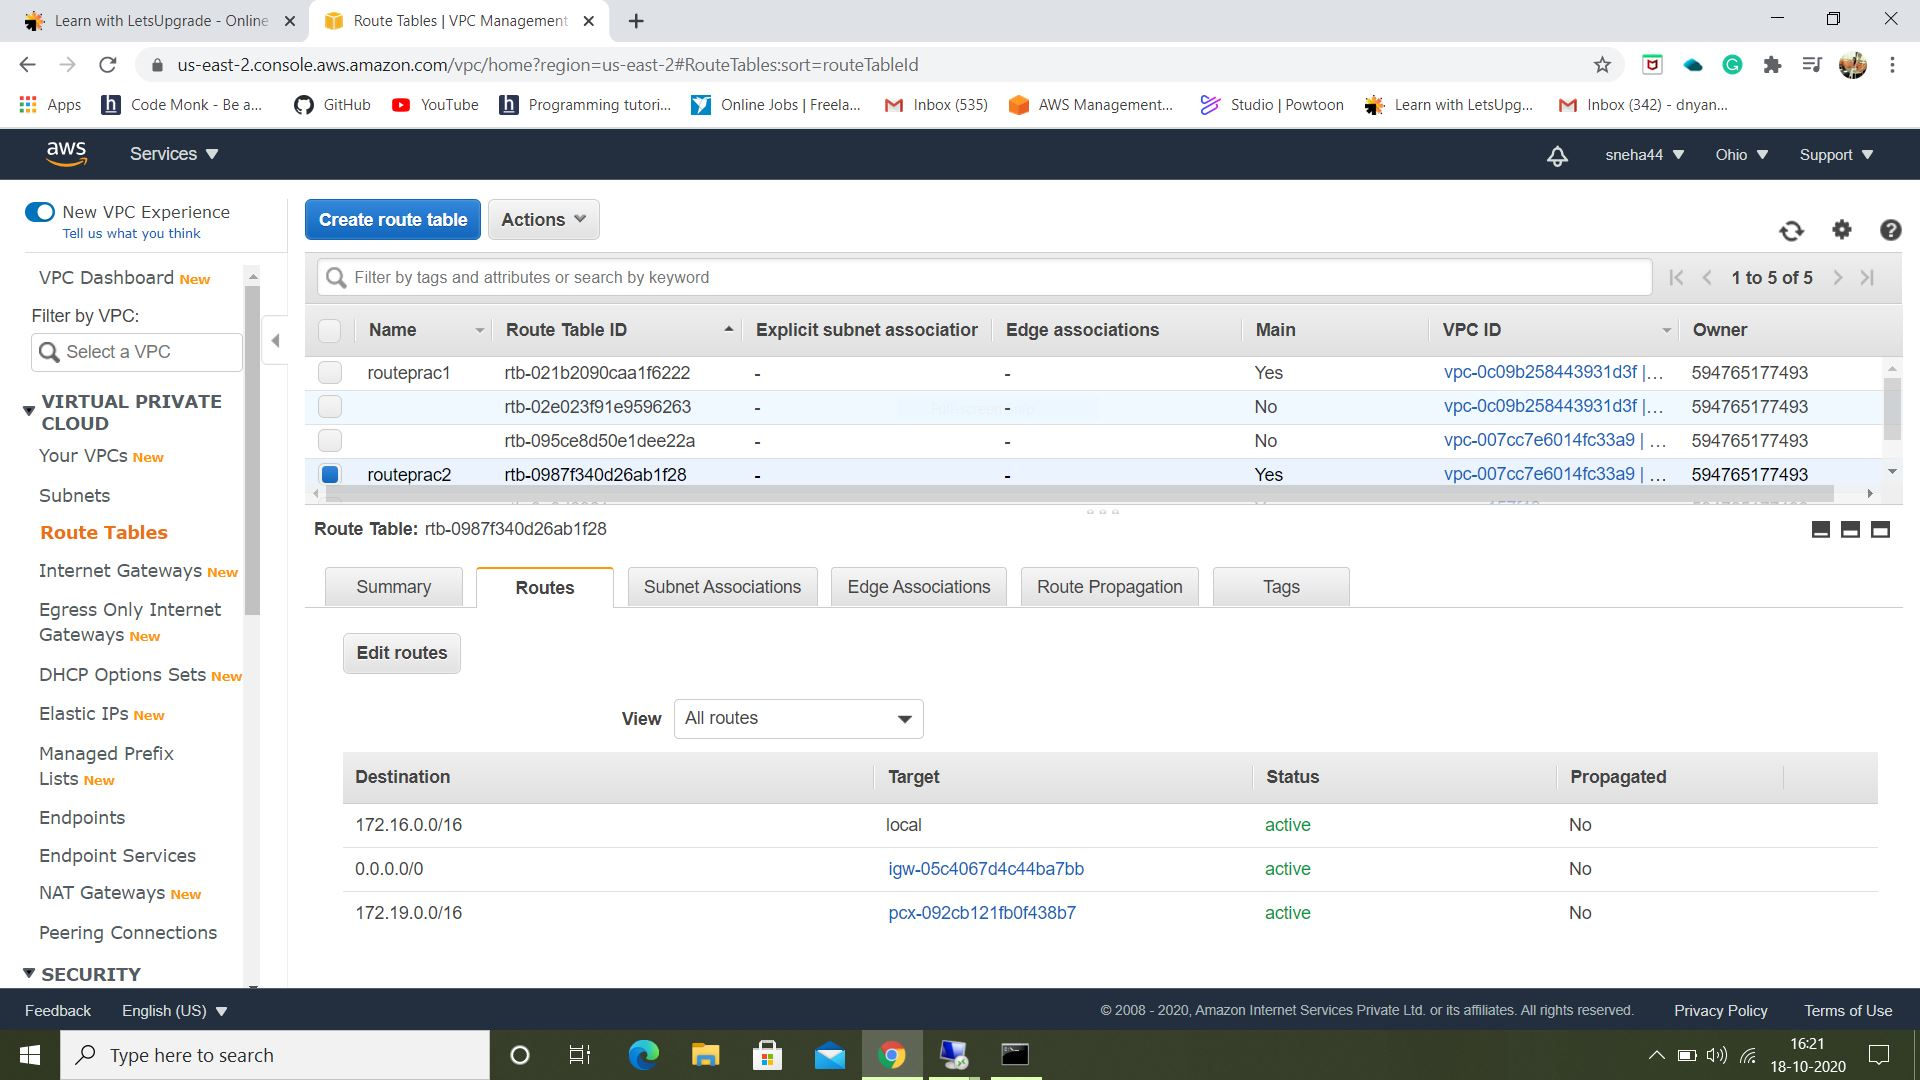 Learn with LetsUpgrade - Online
Route Tables | VPC Management
us-east-2.console.aws.amazon.com/vpc/home?region=us-east-2#RouteTables:sort=routeTableId
Apps
Code Monk - Be a...
GitHub
YouTube
Programming tutori...
Online Jobs | Freela...
Inbox (535)
AWS Management...
Studio | Powtoon
Learn with LetsUpg...
Inbox (342) - dnyan...
aws
Services
sneha44
Ohio
Support
New VPC Experience
Tell us what you think
VPC Dashboard New
Filter by VPC:
Select a VPC
VIRTUAL PRIVATE
CLOUD
Your VPCs New
Subnets
Route Tables
Internet Gateways New
Egress Only Internet
Gateways New
DHCP Options Sets New
Elastic IPs New
Managed Prefix
Lists New
Endpoints
Endpoint Services
NAT Gateways New
Peering Connections
SECURITY
Create route table
Actions
Filter by tags and attributes or search by keyword
1 to 5 of 5
Name Route Table ID Explicit subnet association Edge associations Main VPC ID Owner
routeprac1 rtb-021b2090caa1f6222 - - Yes vpc-0c09b258443931d3f |... 594765177493
rtb-02e023f91e9596263 - - No vpc-0c09b258443931d3f |... 594765177493
rtb-095ce8d50e1dee22a - - No vpc-007cc7e6014fc33a9 | ... 594765177493
routeprac2 rtb-0987f340d26ab1f28 - - Yes vpc-007cc7e6014fc33a9 | ... 594765177493
Route Table: rtb-0987f340d26ab1f28
Summary
Routes
Subnet Associations
Edge Associations
Route Propagation
Tags
Edit routes
View All routes
Destination Target Status Propagated
172.16.0.0/16 local active No
0.0.0.0/0 igw-05c4067d4c44ba7bb active No
172.19.0.0/16 pcx-092cb121fb0f438b7 active No
Feedback
English (US)
© 2008 - 2020, Amazon Internet Services Private Ltd. or its affiliates. All rights reserved.
Privacy Policy
Terms of Use
Type here to search
16:21
18-10-2020